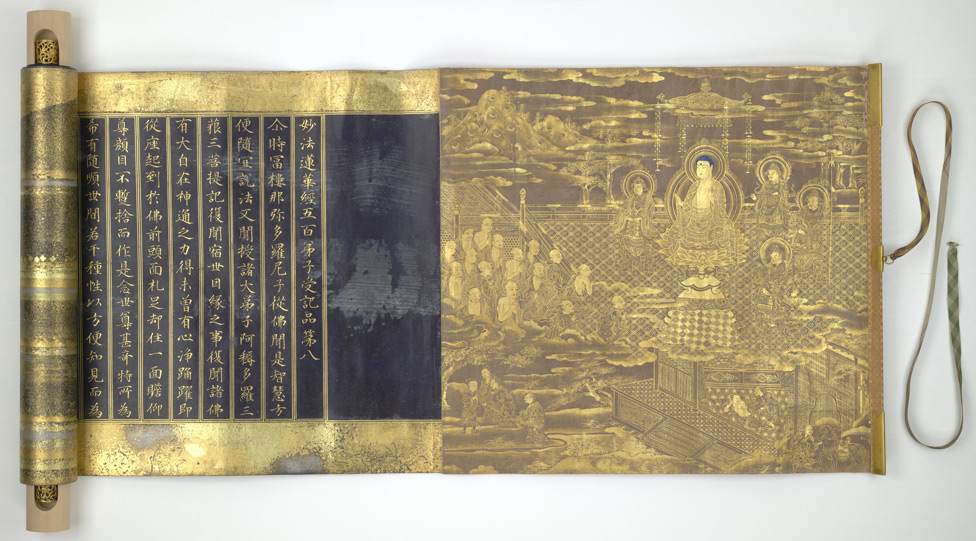 妙法蓮華經五百弟子受記品第八
尒時富樓那弥多羅尼子從佛聞是智慧方
便隨冝說法又聞授諸大弟子阿耨多羅三
藐三菩提記復聞宿世因縁之事復聞諸佛
有大自在神通之力得未曽有心淨踊躍即
從座起到於佛前頭面礼足却住一面瞻仰
尊顔目不暫捨而作是念世尊甚奇特所為
希有隨順世間若干種性以方便知見而為